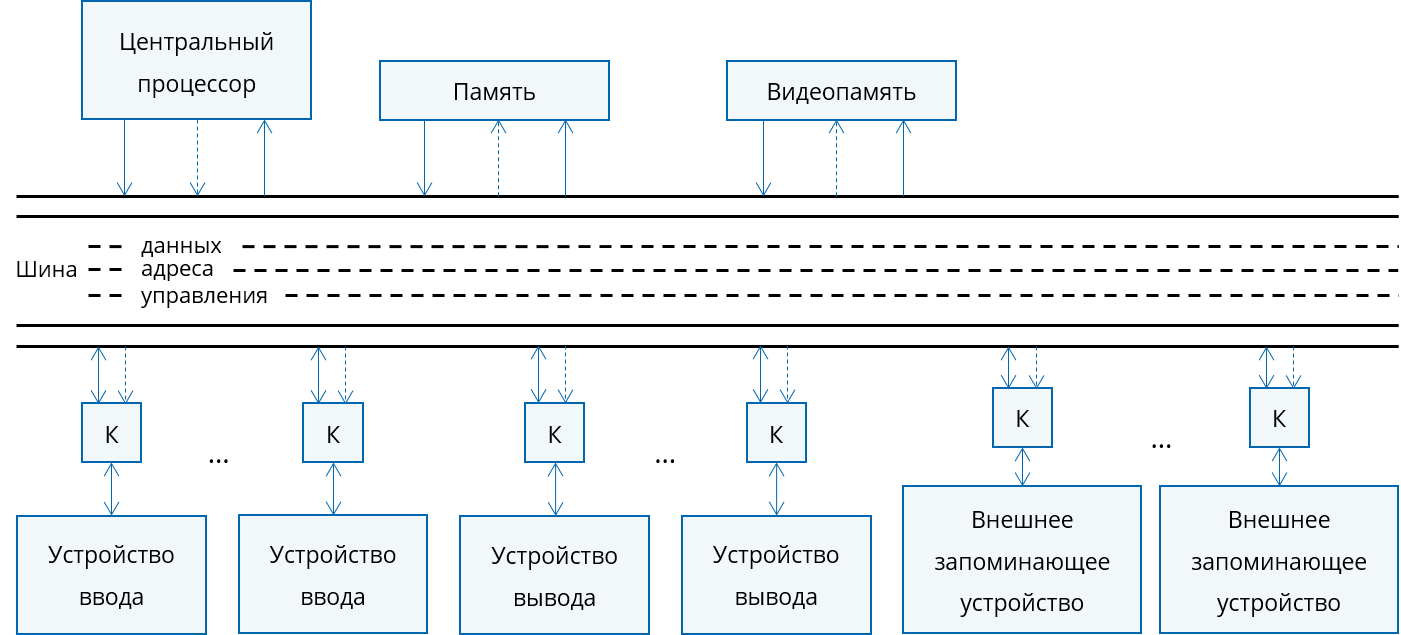 Центральный
процессор
Память
Видеопамять
Шина
данных
адреса
управления
К
К
К
К
К
К
...
...
...
Устройство
ввода
Устройство
ввода
Устройство
вывода
Устройство
вывода
Внешнее
запоминающее
устройство
Внешнее
запоминающее
устройство